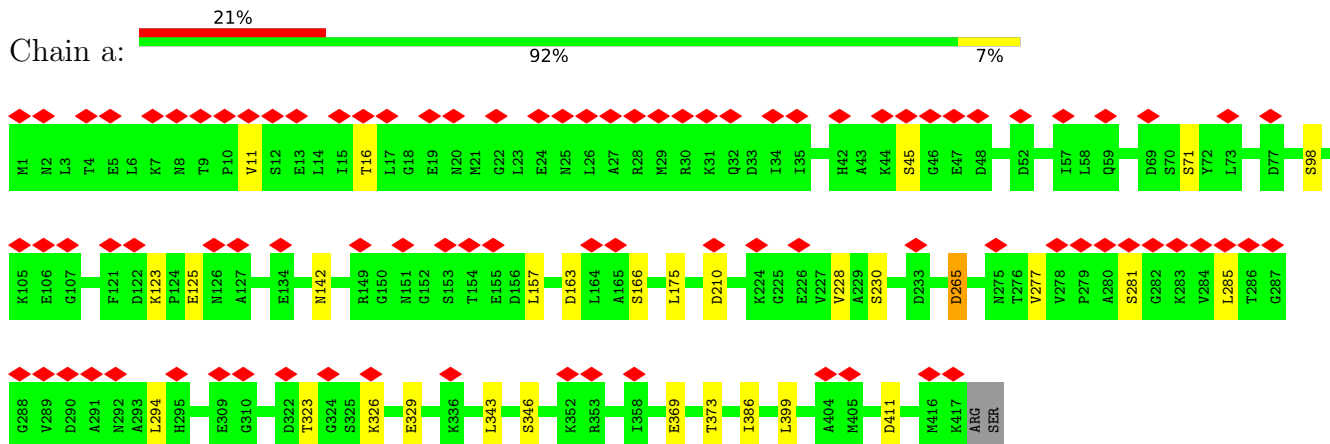 21%
Chain a:
92% 7%
M1 N2 L3 T4 E5 L6 K7 N8 T9 P10 V11 S12 E13 L14 I15 T16 L17 G18 E19 N20 M21 G22 L23 E24 N25 L26 A27 R28 M29 R30 K31 Q32 D33 I34 I35 H42 A43 K44 S45 G46 E47 D48 D52 I57 L58 Q59 D69 S70 S71 Y72 L73 D77 S98
K105 E106 G107 F121 D122 K123 P124 E125 N126 A127 E134 N142 R149 G150 N151 G152 S153 T154 E155 D156 L157 D163 L164 A165 S166 L175 D210 K224 G225 E226 V227 V228 A229 S230 D233 D265 N275 T276 V277 V278 P279 A280 S281 G282 K283 V284 L285 T286 G287
G288 V289 D290 A291 N292 A293 L294 H295 E309 G310 D322 T323 G324 S325 K326 E329 K336 L343 S346 K352 R353 I358 E369 T373 I386 L399 A404 M405 D411 M416 K417 ARG SER